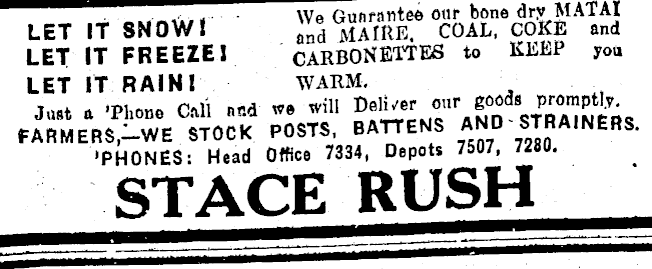 LET IT SNOW!
LET IT FREEZE!
LET IT RAIN!
We Guarantee our bone dry MATAI
and MAIRE, COAL, COKE and
CARBONETTES to KEEP you
WARM.
Just a 'Phone Call and we will Deliver our goods promptly.
FARMERS,—WE STOCK POSTS, BATTENS AND STRAINERS.
'PHONES: Head Office 7334, Depots 7507, 7280.
STACE RUSH